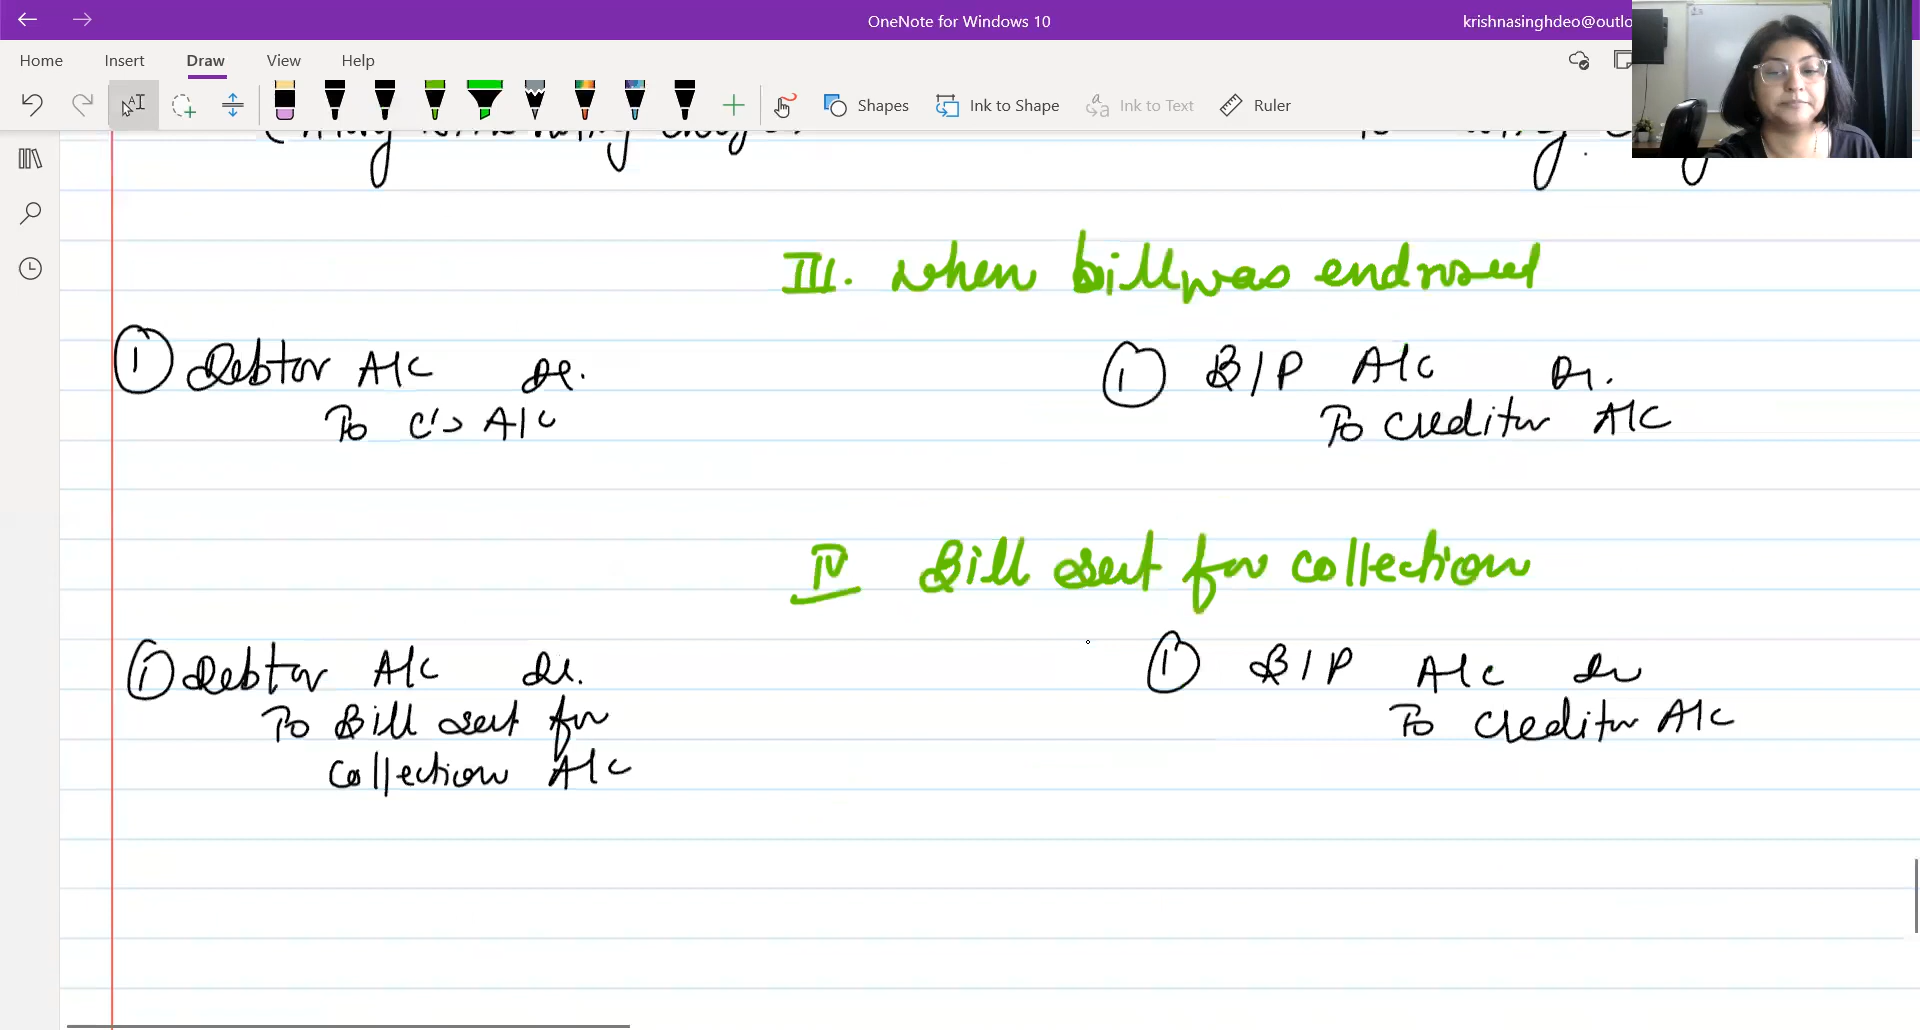 OneNote for Windows 10
krishnasinghdeo@outlo
Home Insert Draw View Help
Shapes Ink to Shape Ink to Text Ruler
III. when bill was endrosed
1 Debtor A/c Dr.
To C's A/c
1 B/P A/c Dr.
To Creditor A/c
IV Bill sent for collection
1 Debtor A/c Dr.
To Bill sent for
collection A/c
1 B/P A/c Dr
To Creditor A/c